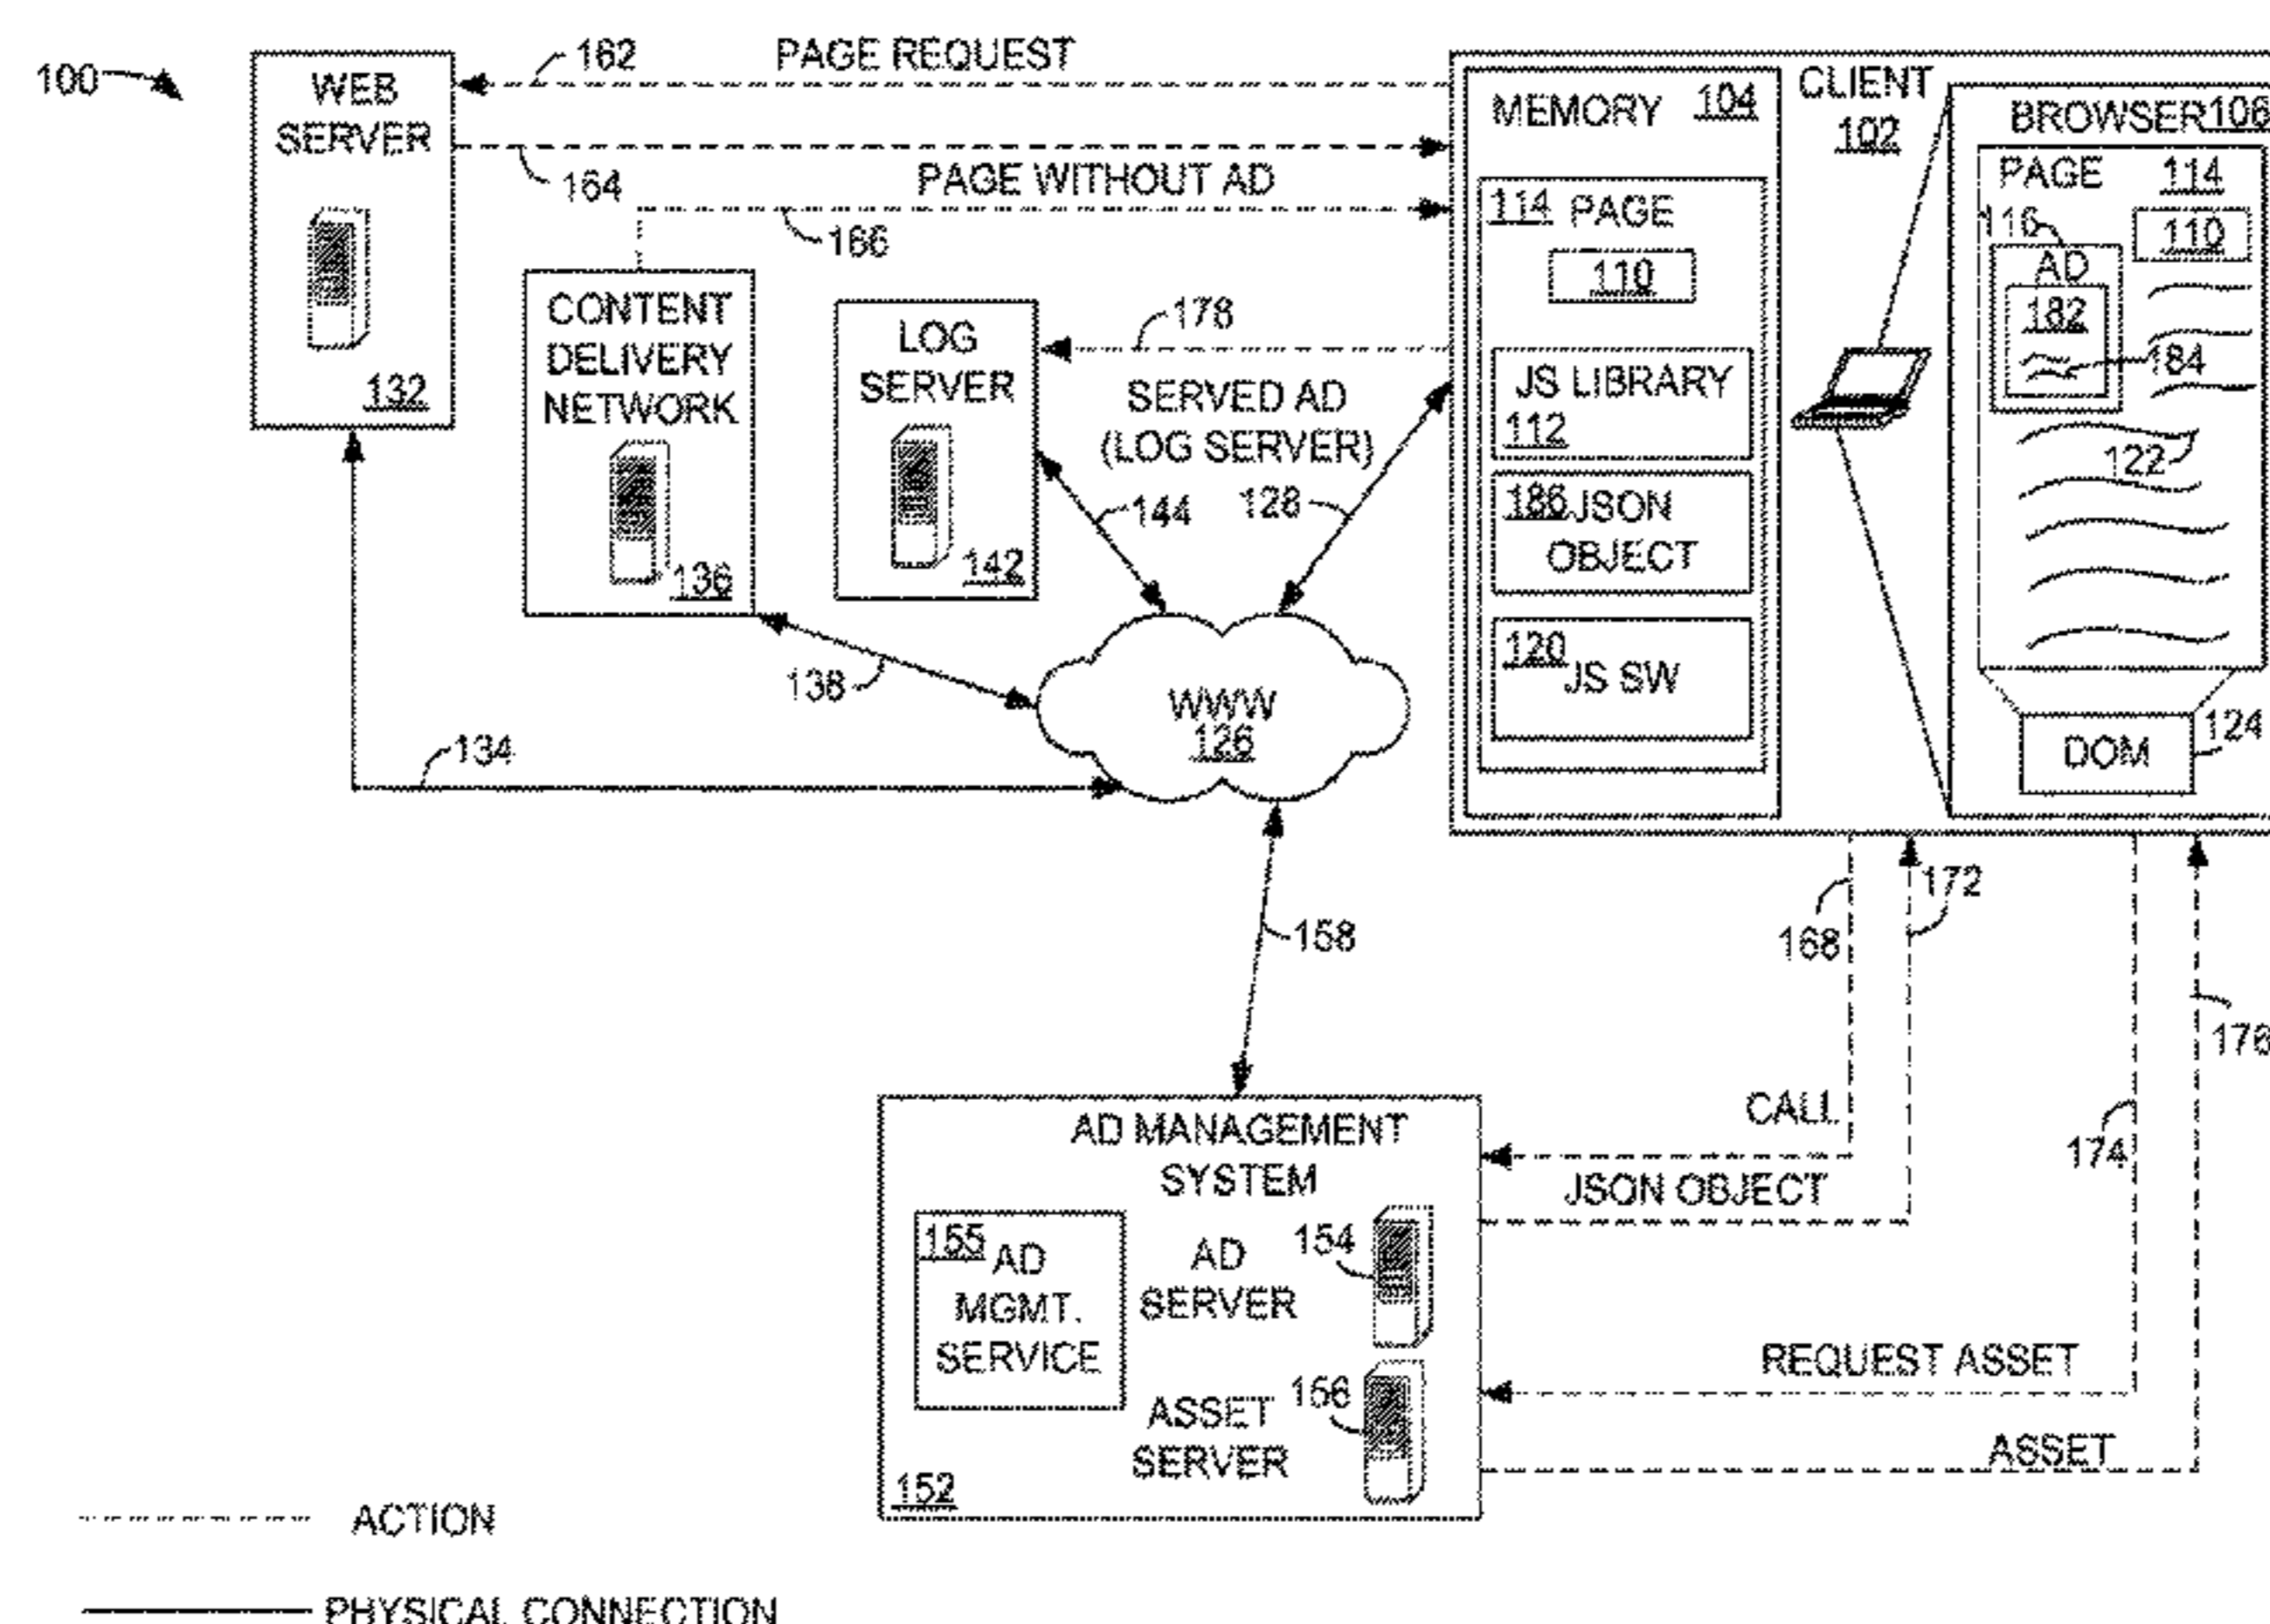 100
WEB
SERVER
132
162
PAGE REQUEST
164
PAGE WITHOUT AD
166
CONTENT
DELIVERY
NETWORK
136
LOG
SERVER
142
178
SERVED AD
(LOG SERVER)
144
128
138
134
WWW
126
158
CLIENT
102
MEMORY 104
114 PAGE
110
JS LIBRARY
112
186 JSON
OBJECT
120
JS SW
BROWSER 106
PAGE 114
116
110
AD
182
184
122
DOM
124
168
172
174
176
CALL
JSON OBJECT
REQUEST ASSET
ASSET
AD MANAGEMENT
SYSTEM
155
AD
MGMT.
SERVICE
AD
SERVER
154
ASSET
SERVER
156
152
ACTION
PHYSICAL CONNECTION